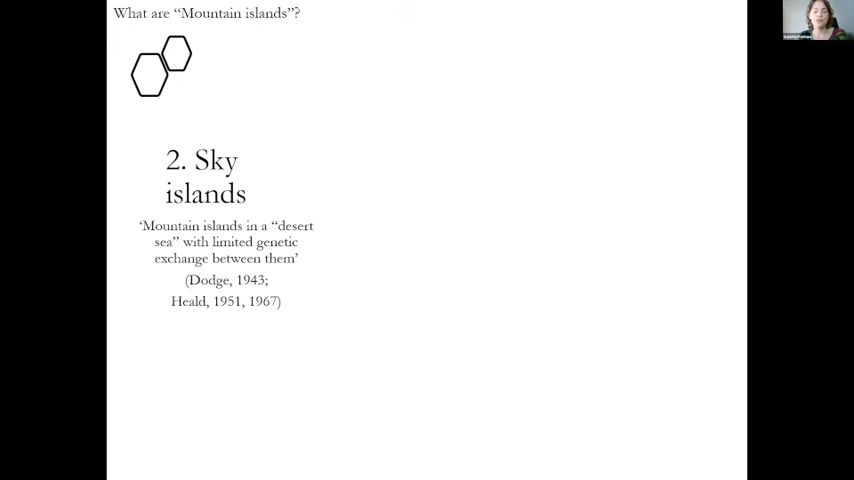 What are “Mountain islands”?
2. Sky
islands
‘Mountain islands in a “desert
sea” with limited genetic
exchange between them’
(Dodge, 1943;
Heald, 1951, 1967)